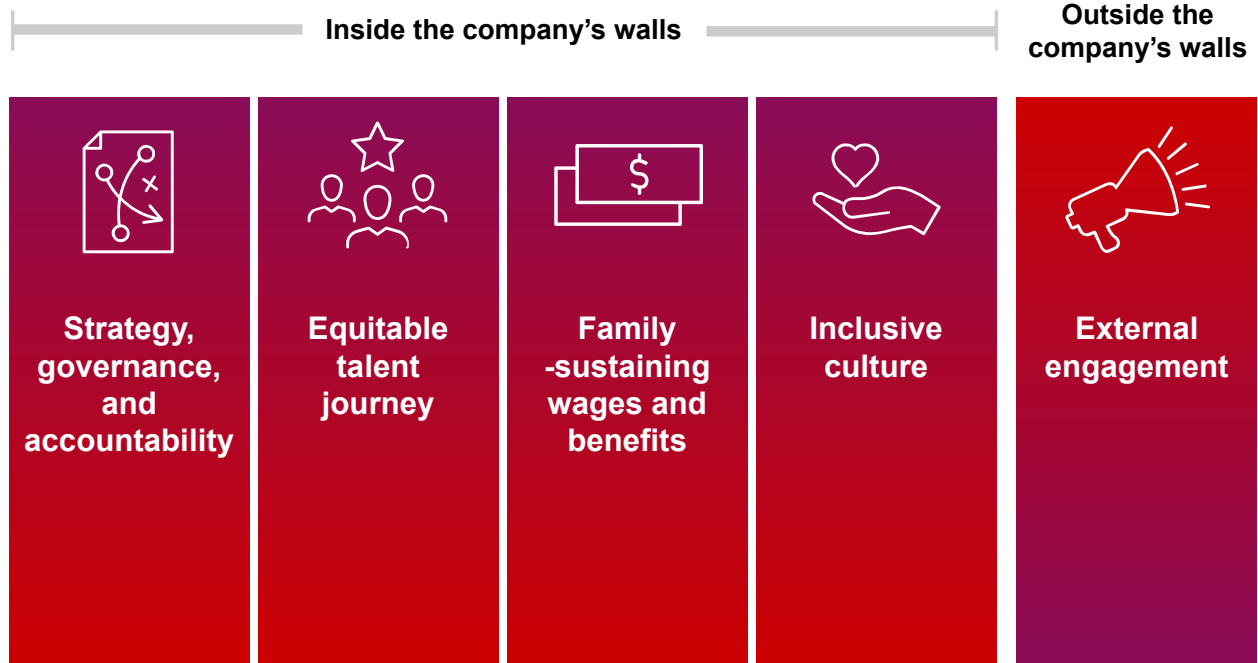 Inside the company’s walls
Outside the
company’s walls
$
Strategy,
governance,
and
accountability
Equitable
talent
journey
Family
-sustaining
wages and
benefits
Inclusive
culture
External
engagement